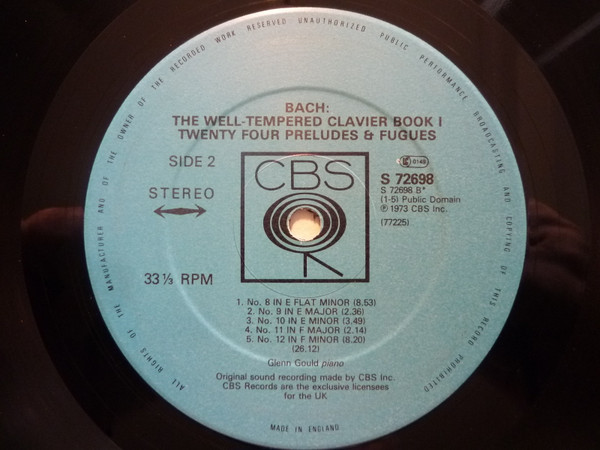 ALL RIGHTS OF THE MANUFACTURER AND OF THE OWNER OF THE RECORDED WORK RESERVED UNAUTHORIZED PUBLIC PERFORMANCE BROADCASTING AND COPYING OF THIS RECORD PROHIBITED
BACH:
THE WELL-TEMPERED CLAVIER BOOK I
TWENTY FOUR PRELUDES & FUGUES
SIDE 2
STEREO
CBS
0149
S 72698
S 72698 B*
(1-5) Public Domain
℗ 1973 CBS Inc.
(77225)
33⅓ RPM
1. No. 8 IN E FLAT MINOR (8.53)
2. No. 9 IN E MAJOR (2.36)
3. No. 10 IN E MINOR (3.49)
4. No. 11 IN F MAJOR (2.14)
5. No. 12 IN F MINOR (8.20)
(26.12)
Glenn Gould piano
Original sound recording made by CBS Inc.
CBS Records are the exclusive licensees
for the UK
MADE IN ENGLAND